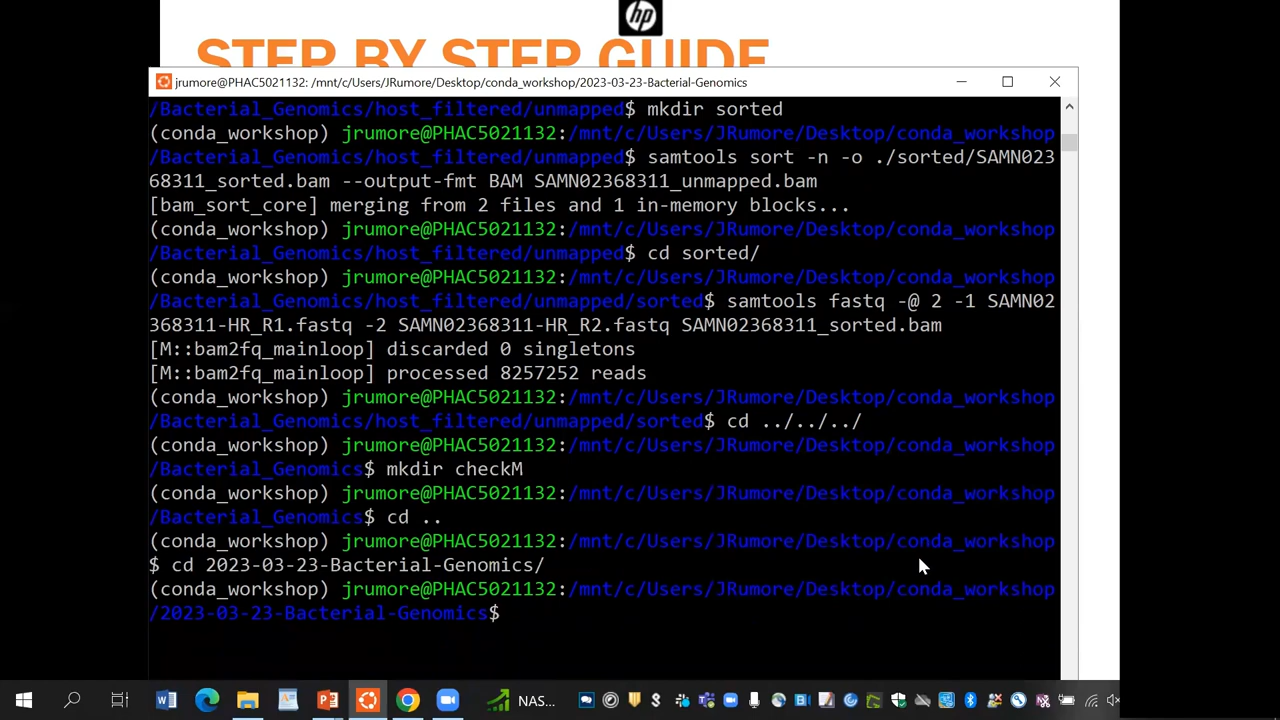 hp
STEP BY STEP GUIDE
jrumore@PHAC5021132: /mnt/c/Users/JRumore/Desktop/conda_workshop/2023-03-23-Bacterial-Genomics
/Bacterial_Genomics/host_filtered/unmapped$ mkdir sorted
(conda_workshop) jrumore@PHAC5021132:/mnt/c/Users/JRumore/Desktop/conda_workshop
/Bacterial_Genomics/host_filtered/unmapped$ samtools sort -n -o ./sorted/SAMN023
68311_sorted.bam --output-fmt BAM SAMN02368311_unmapped.bam
[bam_sort_core] merging from 2 files and 1 in-memory blocks...
(conda_workshop) jrumore@PHAC5021132:/mnt/c/Users/JRumore/Desktop/conda_workshop
/Bacterial_Genomics/host_filtered/unmapped$ cd sorted/
(conda_workshop) jrumore@PHAC5021132:/mnt/c/Users/JRumore/Desktop/conda_workshop
/Bacterial_Genomics/host_filtered/unmapped/sorted$ samtools fastq -@ 2 -1 SAMN02
368311-HR_R1.fastq -2 SAMN02368311-HR_R2.fastq SAMN02368311_sorted.bam
[M::bam2fq_mainloop] discarded 0 singletons
[M::bam2fq_mainloop] processed 8257252 reads
(conda_workshop) jrumore@PHAC5021132:/mnt/c/Users/JRumore/Desktop/conda_workshop
/Bacterial_Genomics/host_filtered/unmapped/sorted$ cd ../../../
(conda_workshop) jrumore@PHAC5021132:/mnt/c/Users/JRumore/Desktop/conda_workshop
/Bacterial_Genomics$ mkdir checkM
(conda_workshop) jrumore@PHAC5021132:/mnt/c/Users/JRumore/Desktop/conda_workshop
/Bacterial_Genomics$ cd ..
(conda_workshop) jrumore@PHAC5021132:/mnt/c/Users/JRumore/Desktop/conda_workshop
$ cd 2023-03-23-Bacterial-Genomics/
(conda_workshop) jrumore@PHAC5021132:/mnt/c/Users/JRumore/Desktop/conda_workshop
/2023-03-23-Bacterial-Genomics$
NAS...